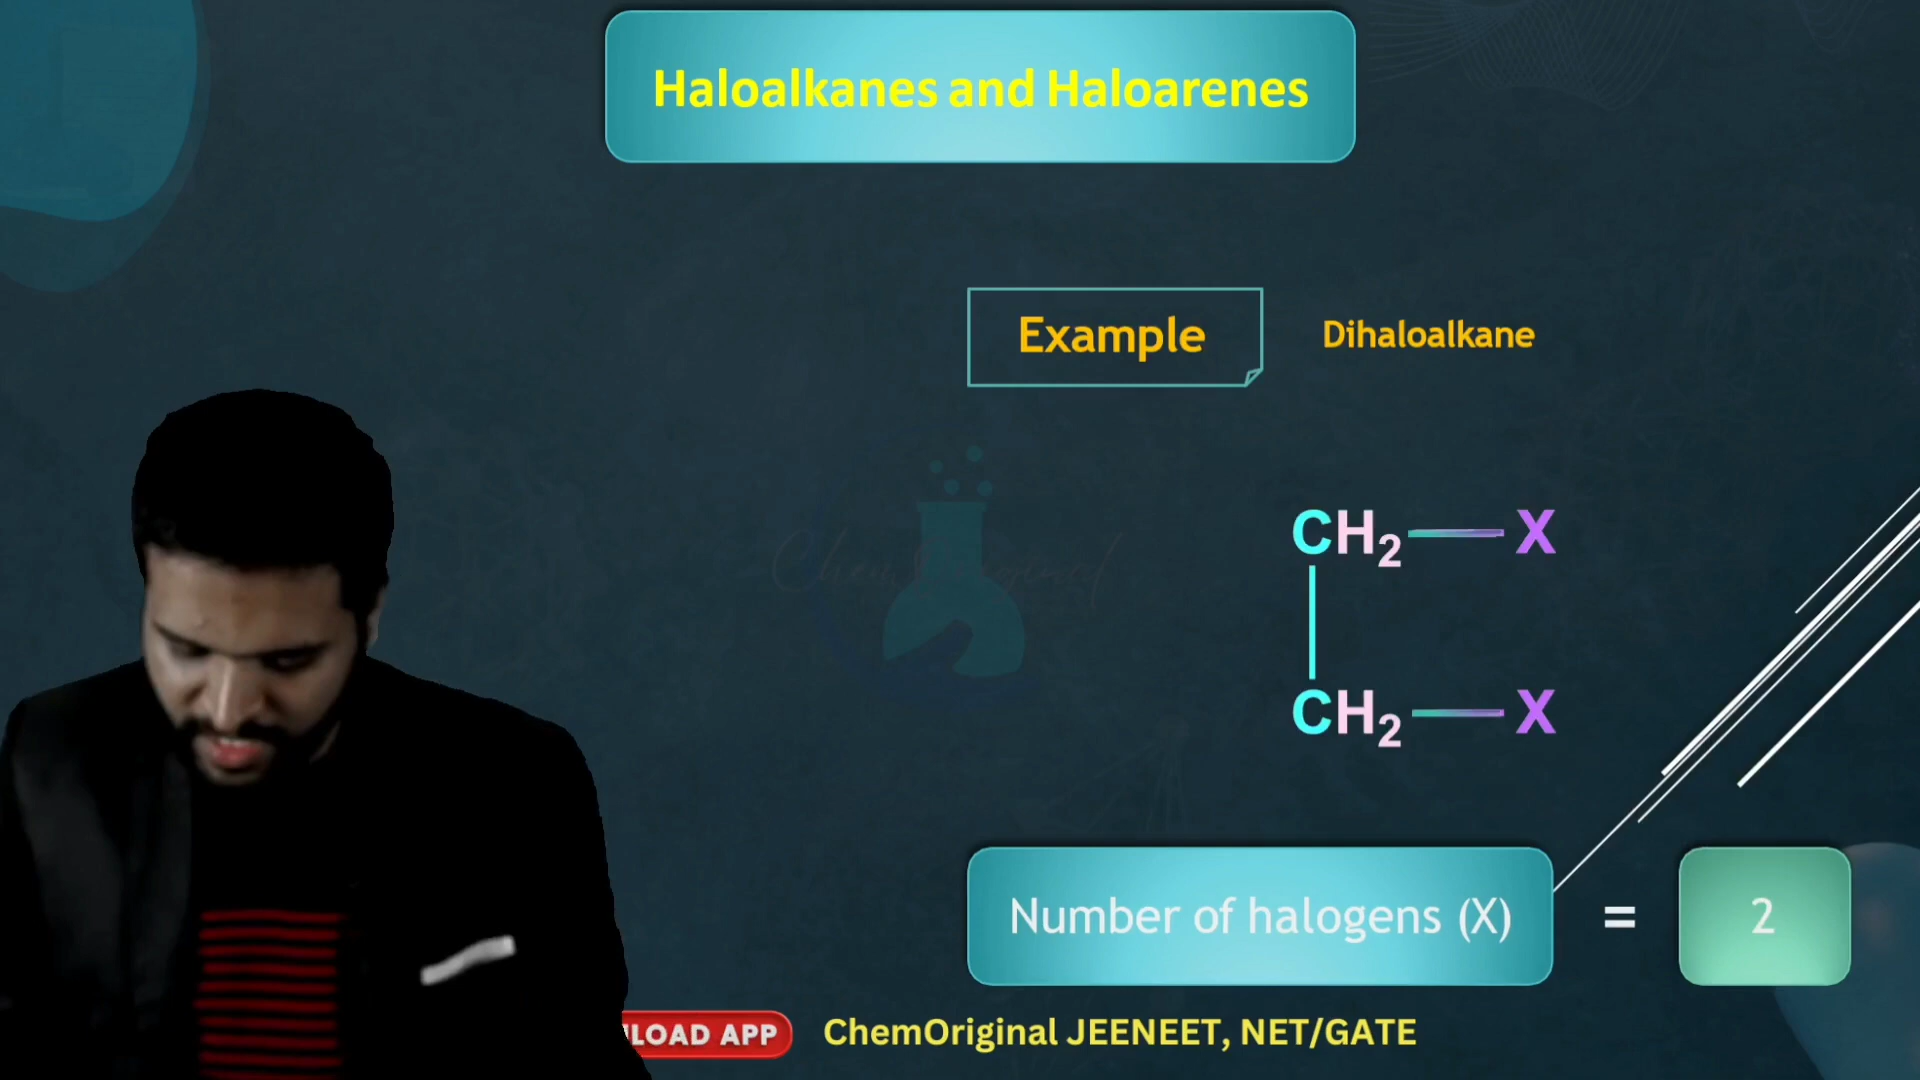 Haloalkanes and Haloarenes
Example
Dihaloalkane
CH2—X
CH2—X
Number of halogens (X)
=
2
LOAD APP
ChemOriginal JEENEET, NET/GATE